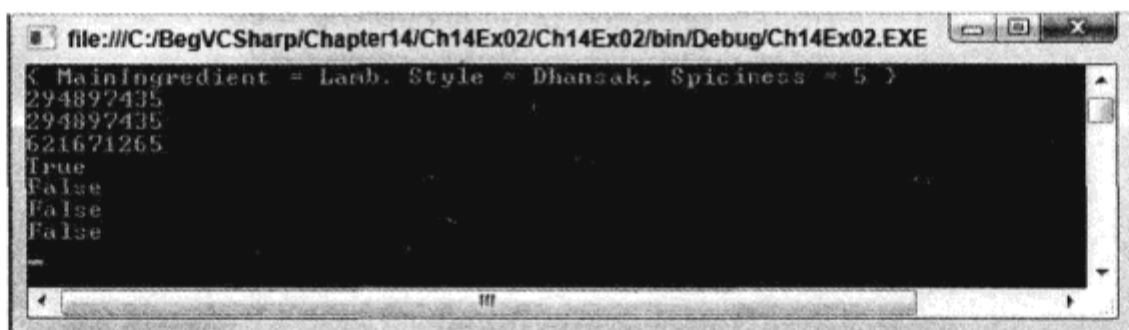 file:///C:/BegVCSharp/Chapter14/Ch14Ex02/Ch14Ex02/bin/Debug/Ch14Ex02.EXE
{ MainIngredient = Lamb, Style = Dhansak, Spiciness = 5 }
294897435
294897435
621671265
True
False
False
False